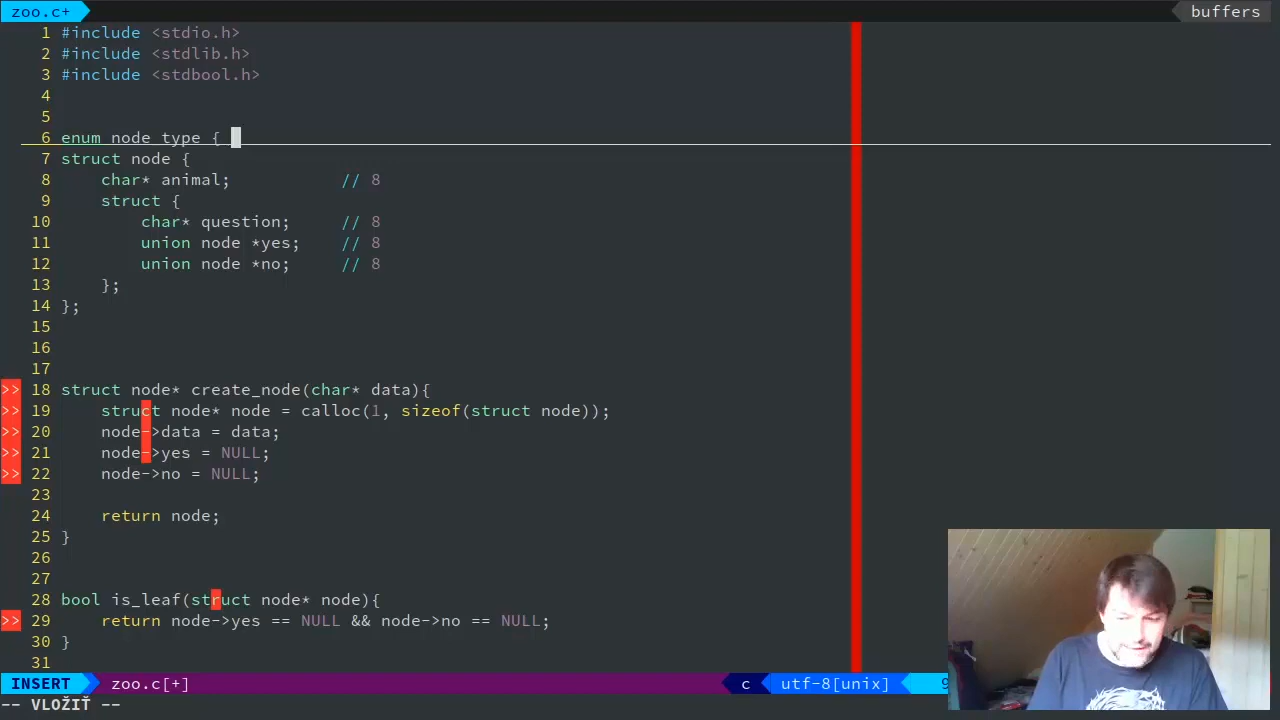 zoo.c+ buffers
1 #include <stdio.h>
2 #include <stdlib.h>
3 #include <stdbool.h>
4
5
6 enum node_type {
7 struct node {
8 char* animal; // 8
9 struct {
10 char* question; // 8
11 union node *yes; // 8
12 union node *no; // 8
13 };
14 };
15
16
17
>> 18 struct node* create_node(char* data){
>> 19 struct node* node = calloc(1, sizeof(struct node));
>> 20 node->data = data;
>> 21 node->yes = NULL;
>> 22 node->no = NULL;
23
24 return node;
25 }
26
27
28 bool is_leaf(struct node* node){
>> 29 return node->yes == NULL && node->no == NULL;
30 }
31
INSERT zoo.c[+] c utf-8[unix] 9
-- VLOŽIŤ --